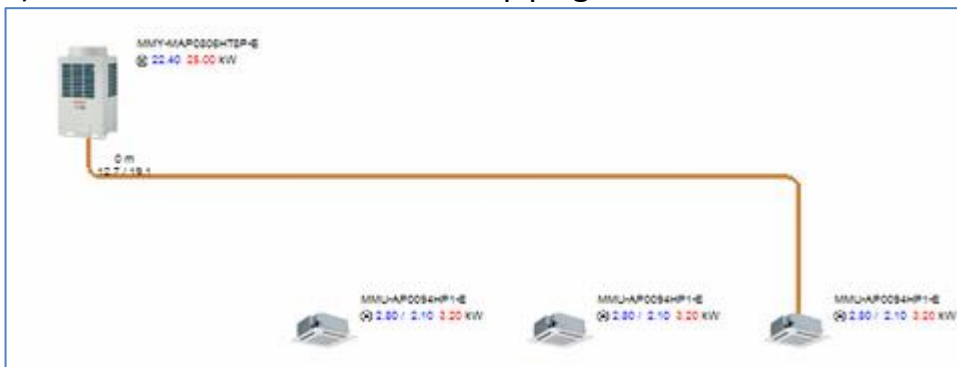 MMY-MAP0806HT8P-E
22.40 25.00 kW
0 m
12.7 / 19.1
MMU-AP0094HP1-E
2.80 / 2.10 3.20 kW
MMU-AP0094HP1-E
2.80 / 2.10 3.20 kW
MMU-AP0094HP1-E
2.80 / 2.10 3.20 kW